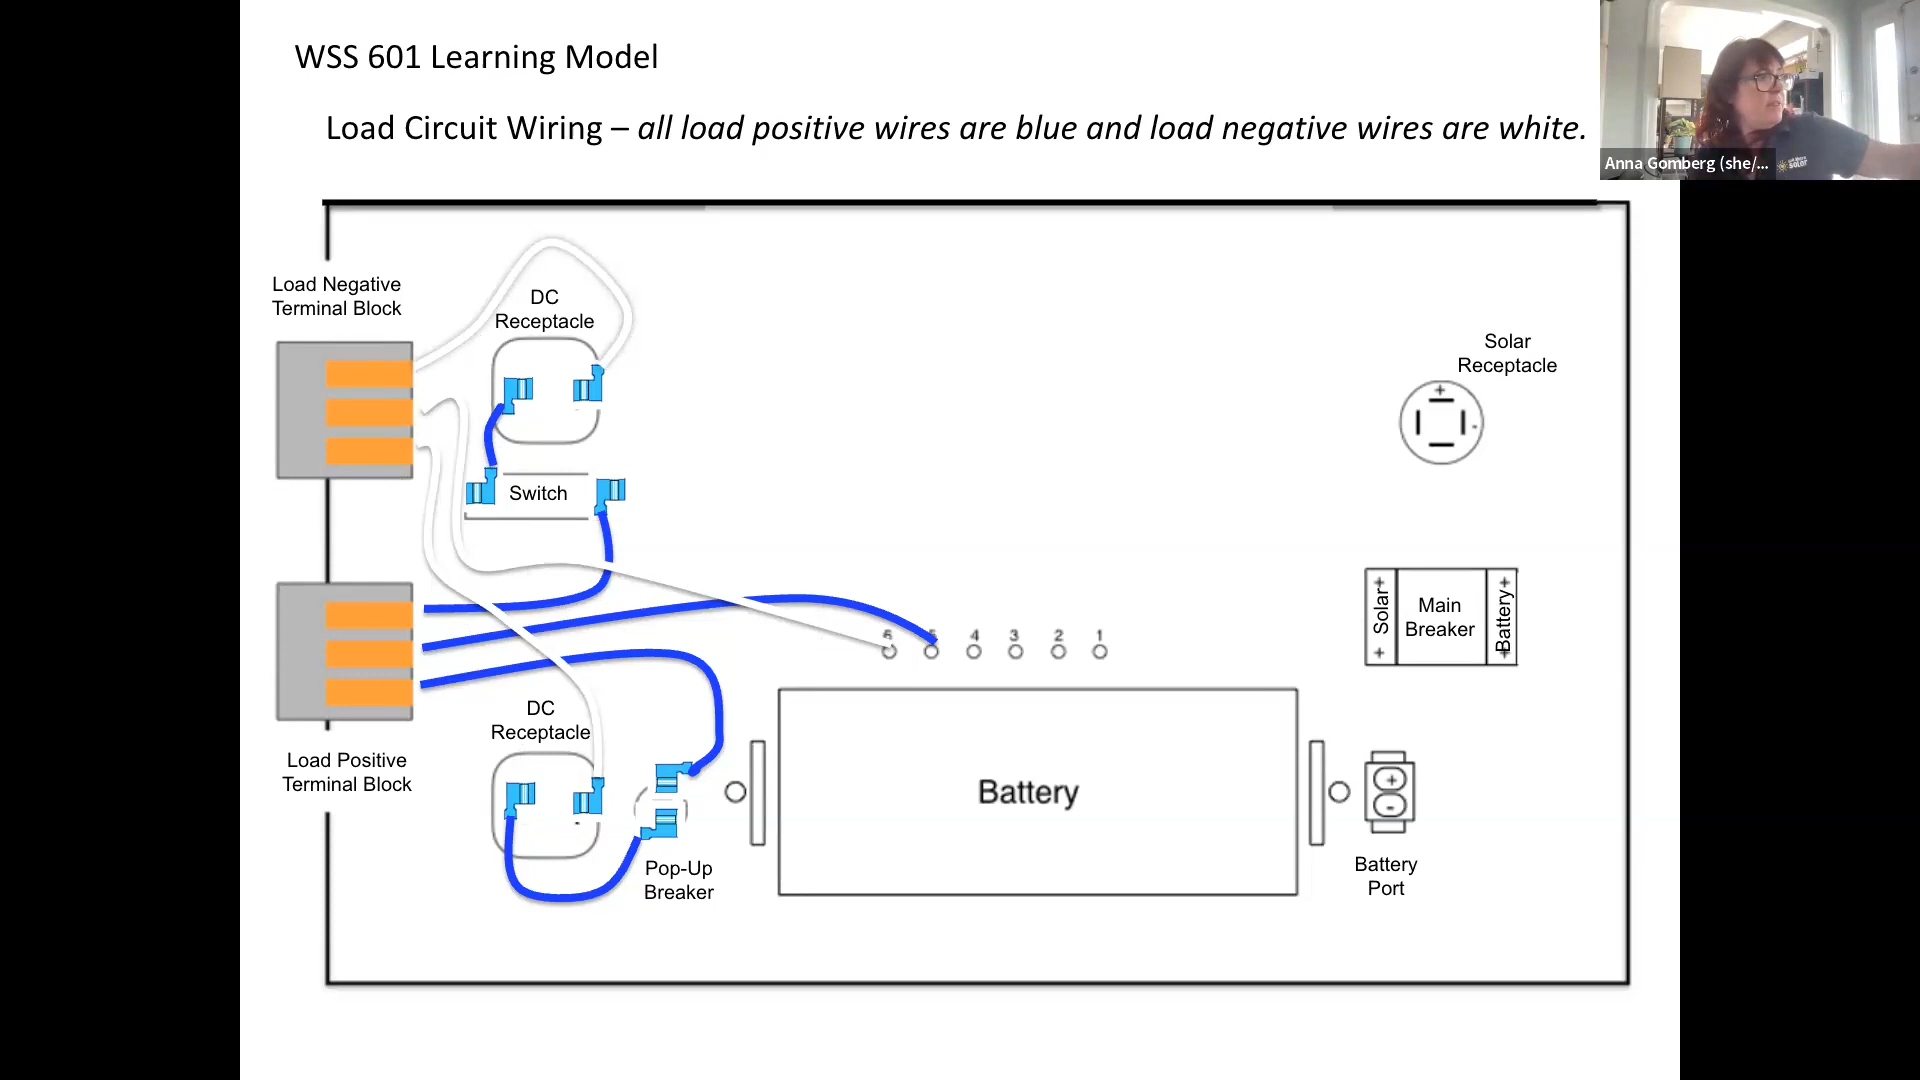 WSS 601 Learning Model
Load Circuit Wiring – all load positive wires are blue and load negative wires are white.
Anna Gomberg (she/...
SOLAR
Load Negative
Terminal Block
DC
Receptacle
Solar
Receptacle
+
-
Switch
Load Positive
Terminal Block
6 5 4 3 2 1
+ Solar +
Main
Breaker
+ Battery +
DC
Receptacle
Pop-Up
Breaker
Battery
+
-
Battery
Port